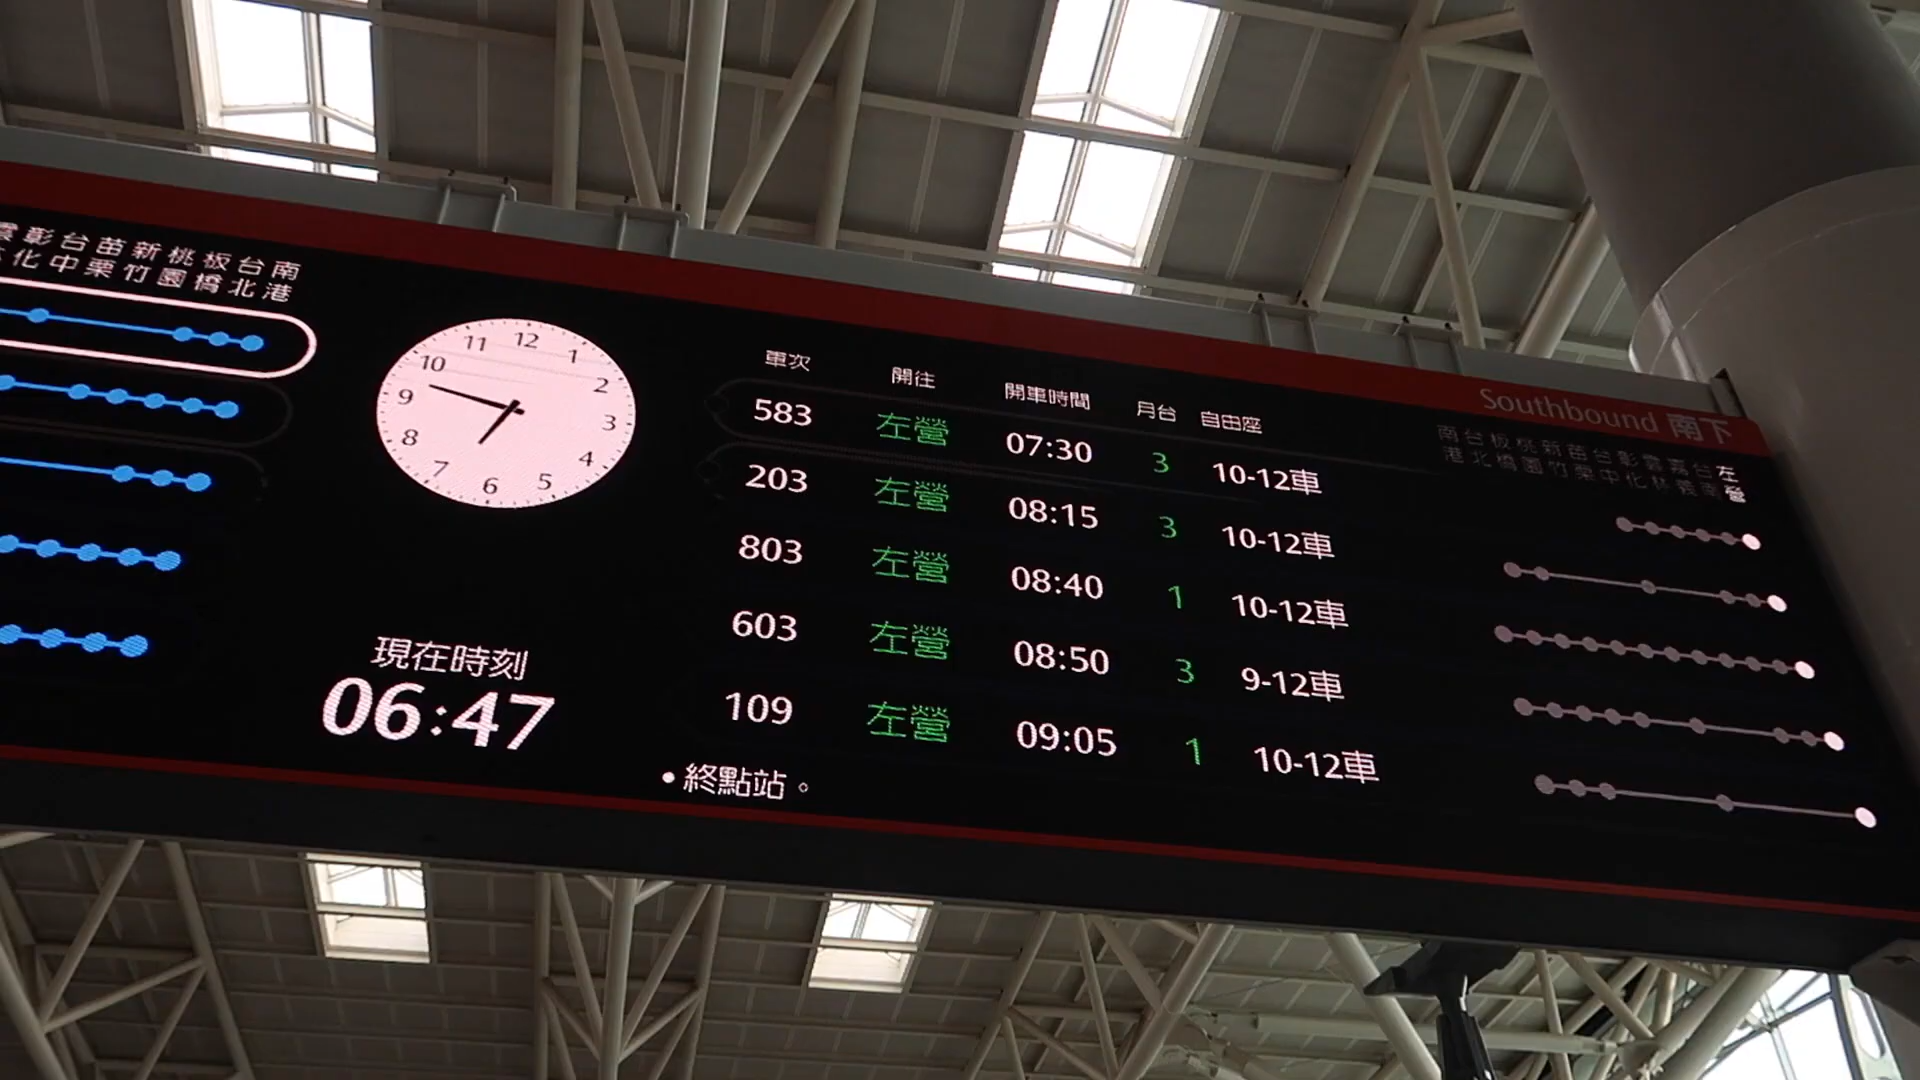 彰台苗新桃板台南
化中栗竹園橋北港
12
1
2
3
4
5
6
7
8
9
10
11
現在時刻
06:47
Southbound 南下
車次 開往 開車時間 月台 自由座
南台板桃新苗台彰雲嘉台左
港北橋園竹栗中化林義南營
583 左營 07:30 3 10-12車
203 左營 08:15 3 10-12車
803 左營 08:40 1 10-12車
603 左營 08:50 3 9-12車
109 左營 09:05 1 10-12車
•終點站。